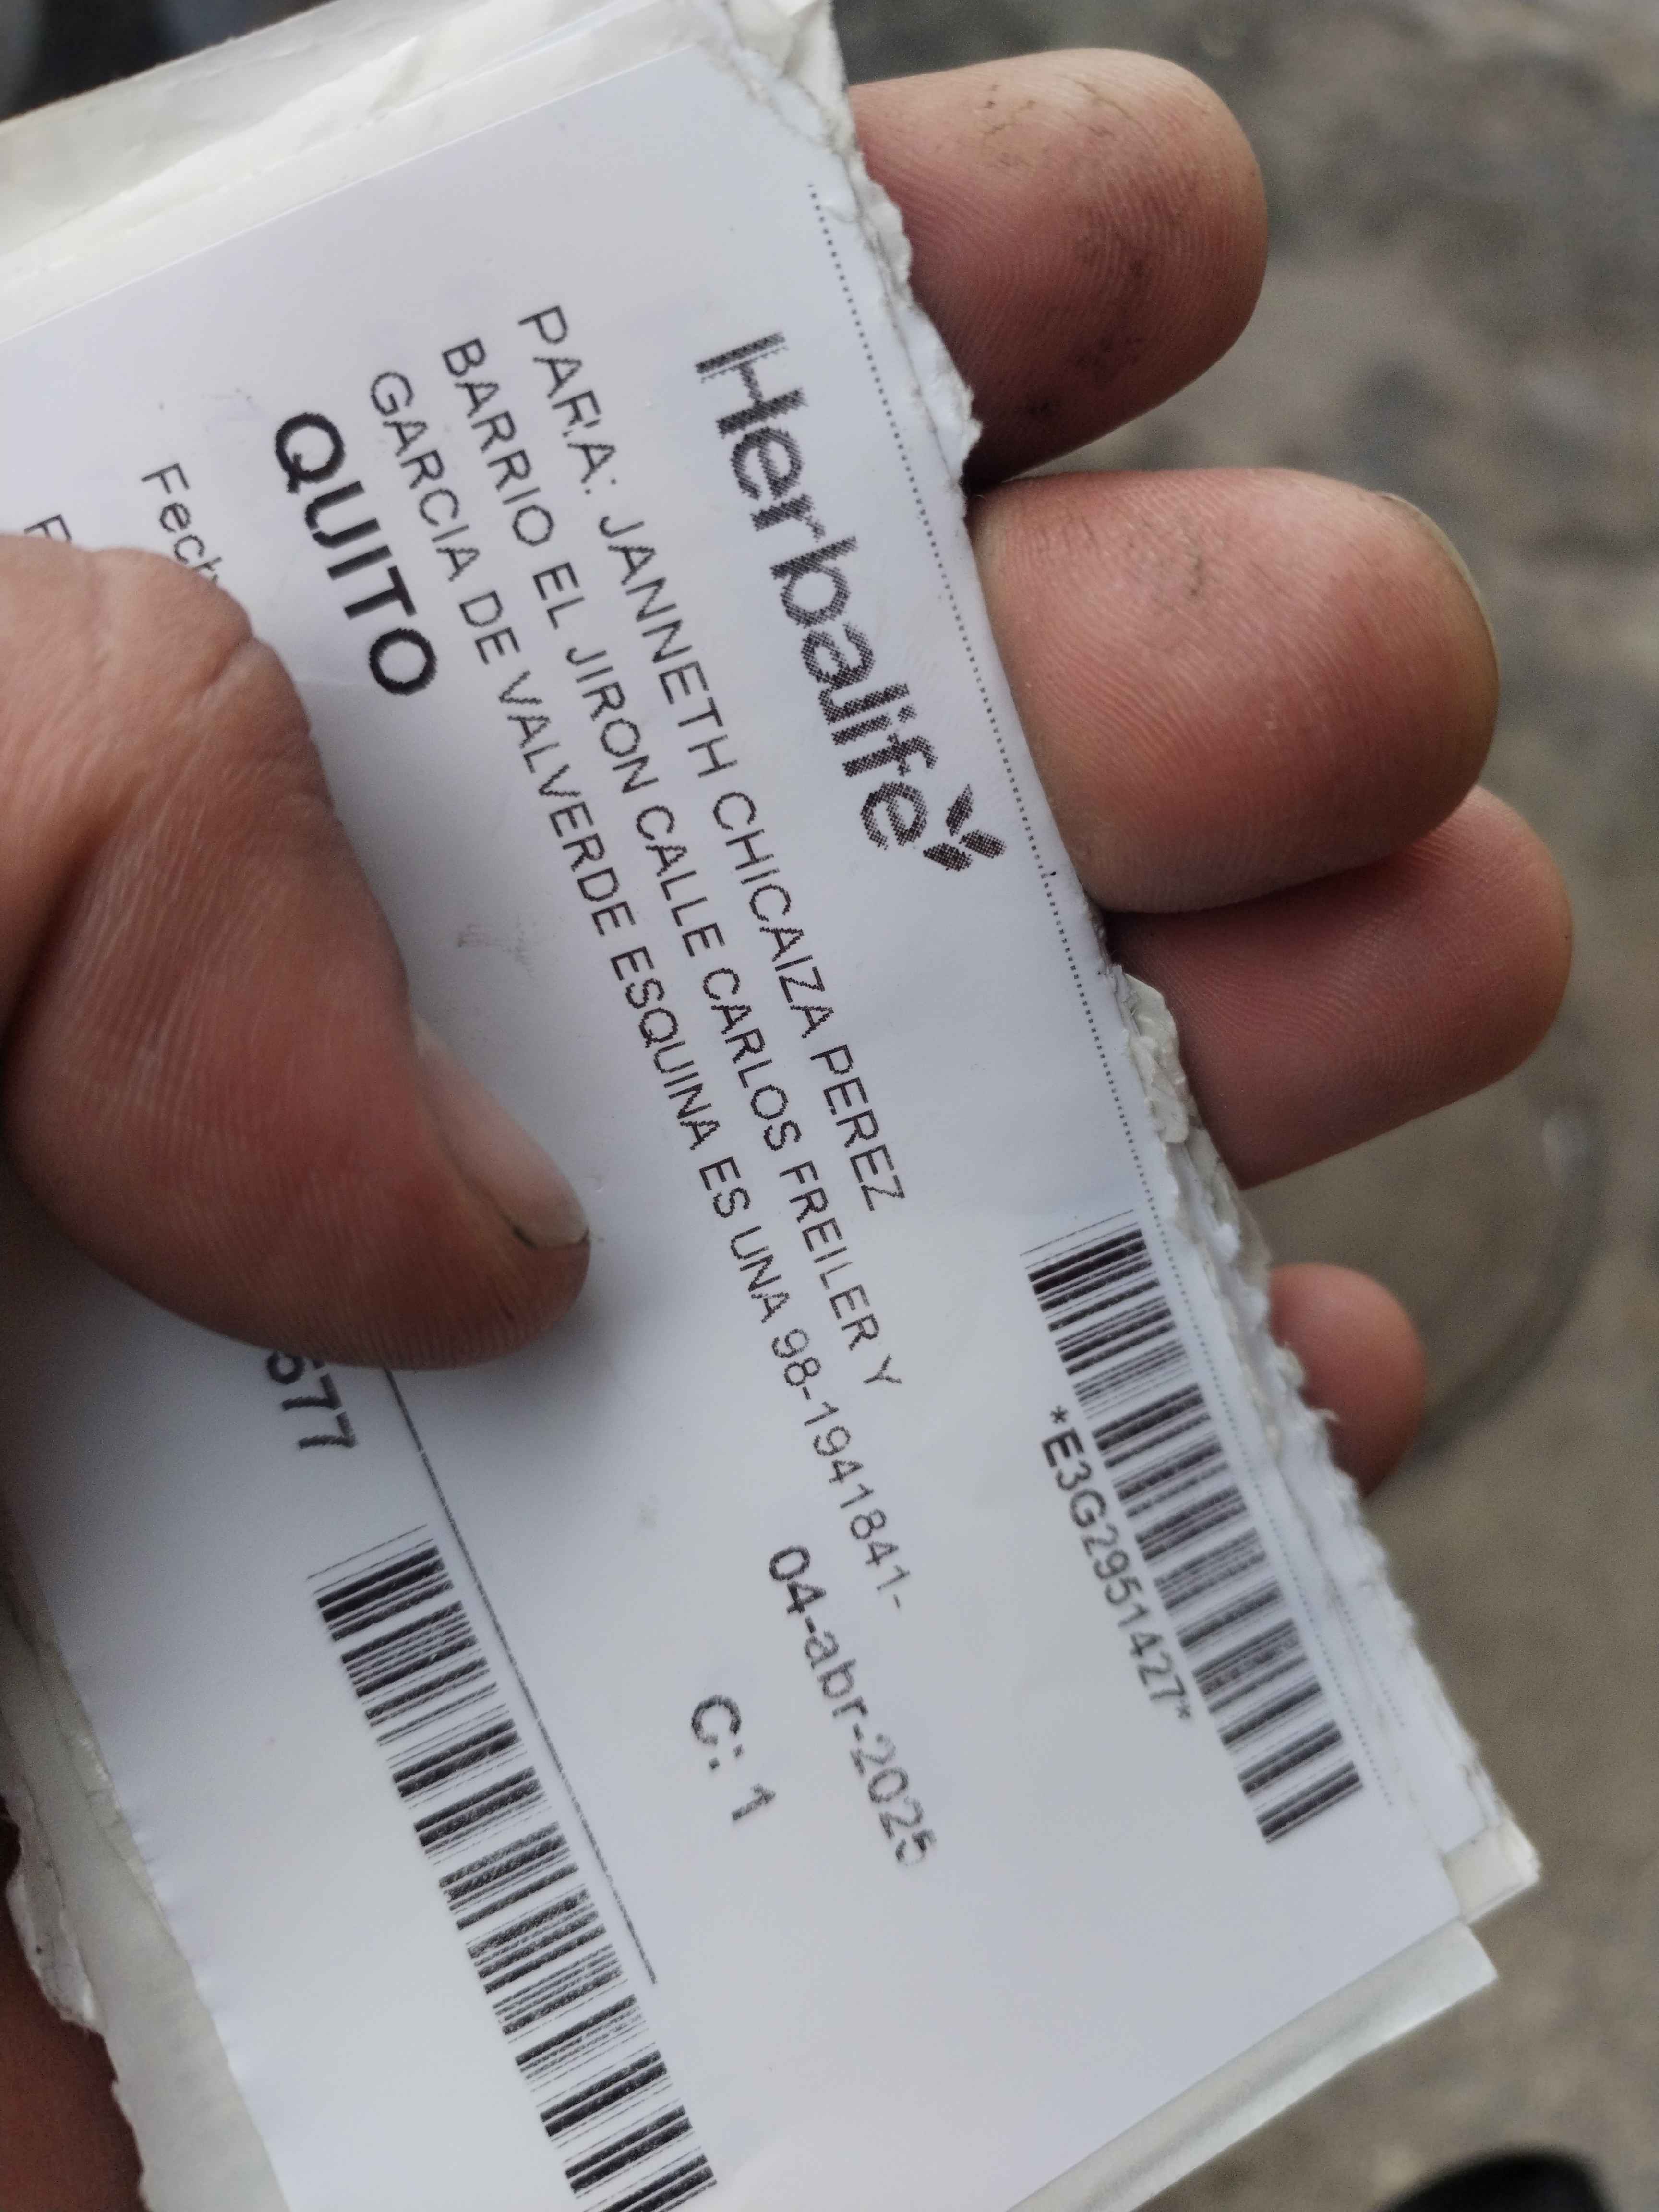 Herbalife
*E3G2951427*
PARA: JANNETH CHICAIZA PEREZ
BARRIO EL JIRON CALLE CARLOS FREILER Y
GARCIA DE VALVERDE ESQUINA ES UNA 98-1941841-
QUITO
04-abr-2025
C: 1
577